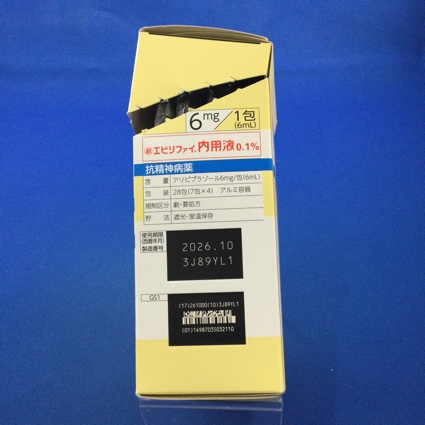 6mg/1包
(6mL)
劇 エビリファイ®内用液0.1%
抗精神病薬
含 量 アリピプラゾール6mg/包(6mL)
包 装 28包(7包×4) アルミ容器
規制区分 劇・要処方
貯 法 遮光・室温保存
使用期限
(西暦年月)
製造番号
2026.10
3J89YL1
GS1
(17)261000(10)3J89YL1
(01)14987035032110